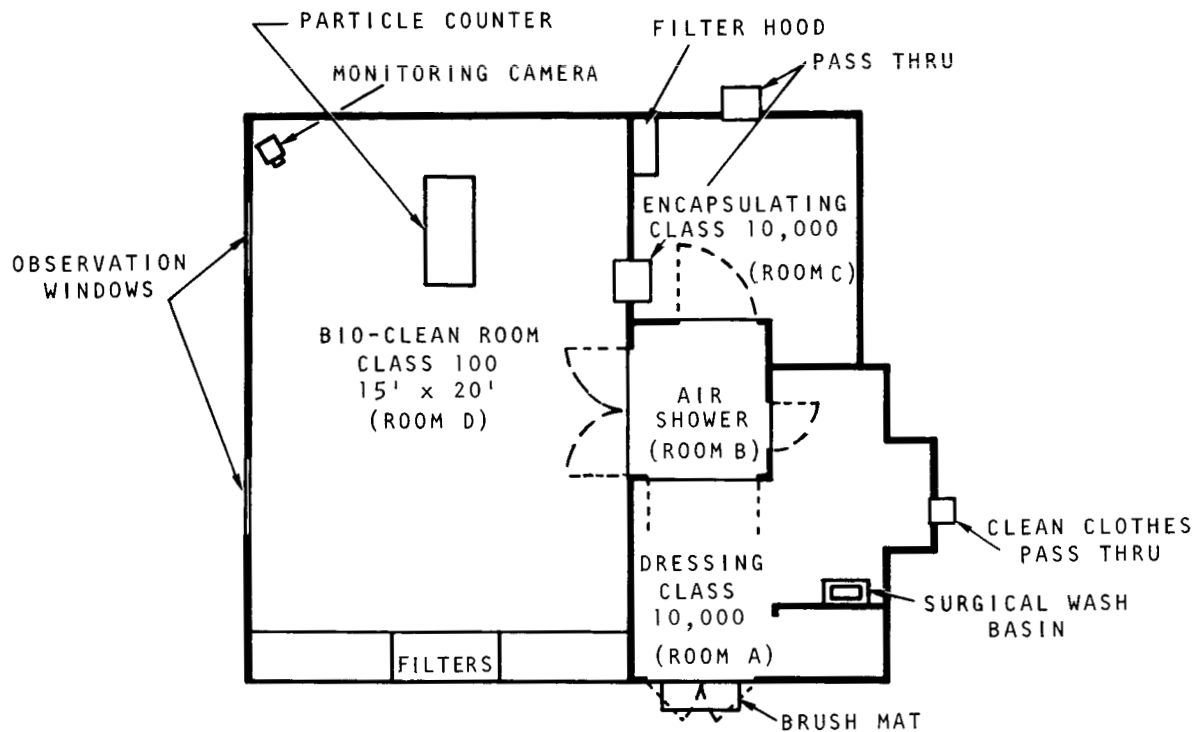 PARTICLE COUNTER
FILTER HOOD
PASS THRU
MONITORING CAMERA
ENCAPSULATING
CLASS 10,000
(ROOM C)
OBSERVATION
WINDOWS
BIO-CLEAN ROOM
CLASS 100
15' x 20'
(ROOM D)
AIR
SHOWER
(ROOM B)
CLEAN CLOTHES
PASS THRU
DRESSING
CLASS
10,000
(ROOM A)
SURGICAL WASH
BASIN
FILTERS
BRUSH MAT